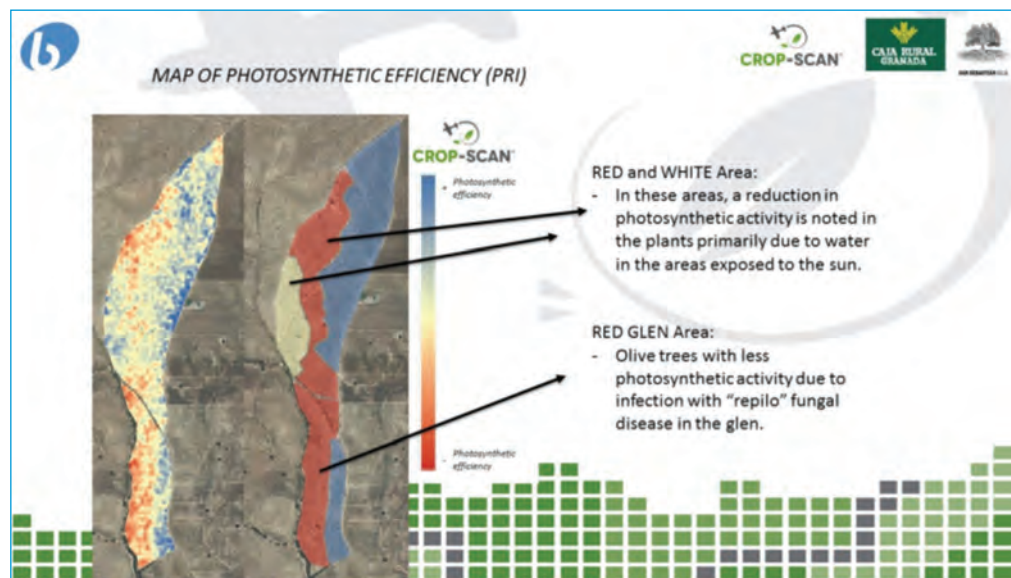 CROP-SCAN
CAJA RURAL
GRANADA
MAP OF PHOTOSYNTHETIC EFFICIENCY (PRI)
CROP-SCAN
+ Photosynthetic
efficiency
RED and WHITE Area:
- In these areas, a reduction in
photosynthetic activity is noted in
the plants primarily due to water
in the areas exposed to the sun.
RED GLEN Area:
- Olive trees with less
photosynthetic activity due to
infection with “repilo” fungal
disease in the glen.
- Photosynthetic
efficiency